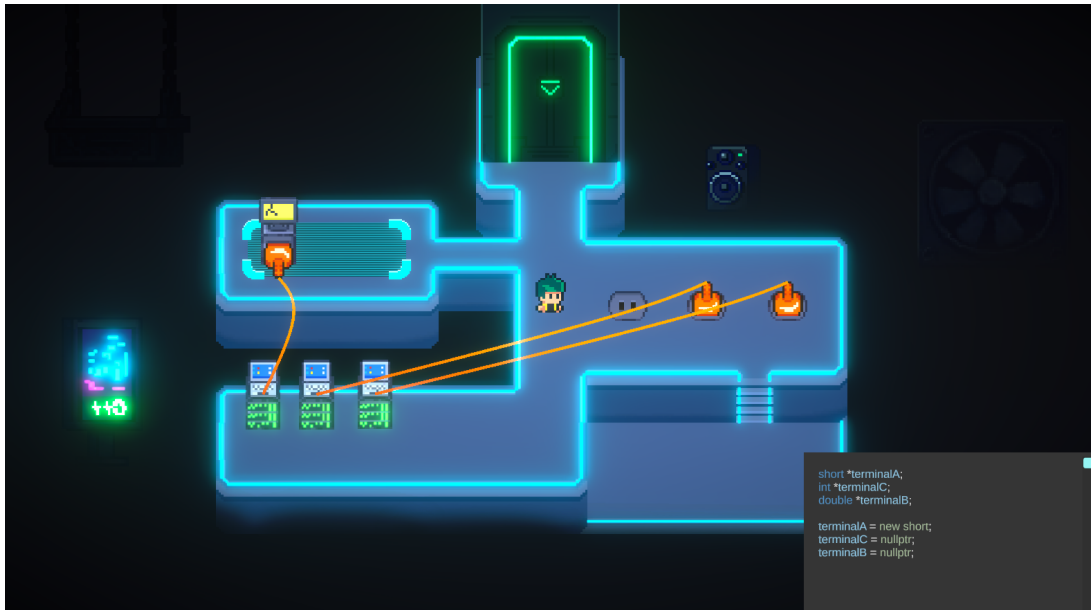 short *terminalA;
int *terminalC;
double *terminalB;
terminalA = new short;
terminalC = nullptr;
terminalB = nullptr;